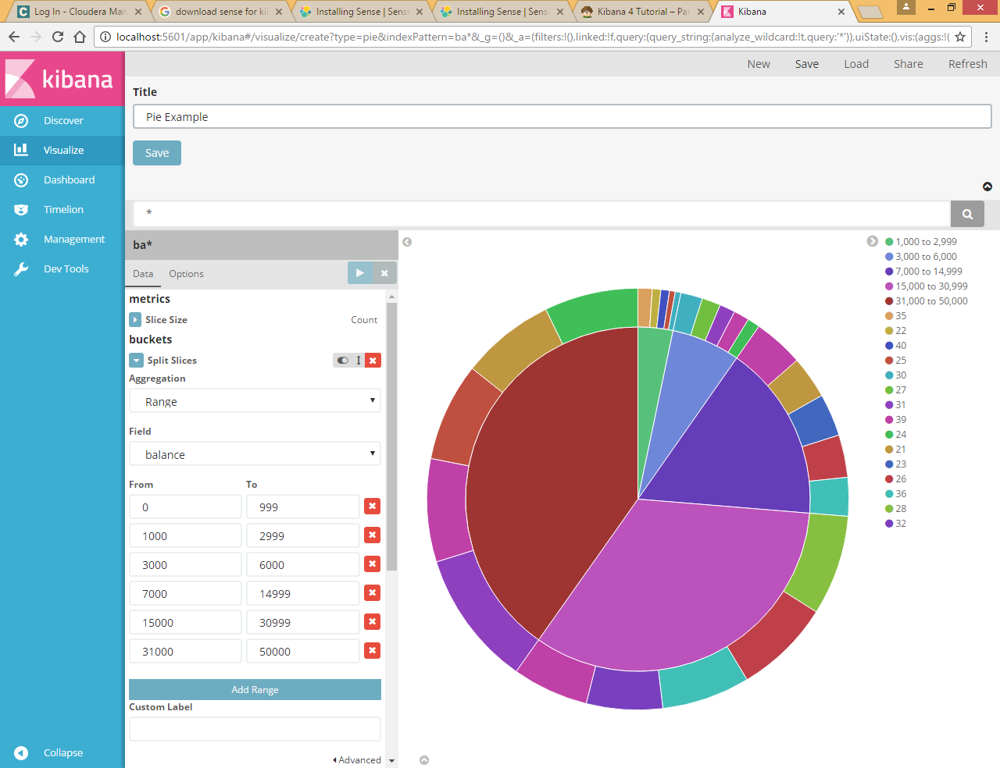 Log In - Cloudera Man
download sense for ki
Installing Sense | Sens
Installing Sense | Sens
Kibana 4 Tutorial – Pa
Kibana
localhost:5601/app/kibana#/visualize/create?type=pie&indexPattern=ba*&_g=()&_a=(filters:!(),linked:!f,query:(query_string:(analyze_wildcard:!t,query:'*')),uiState:(),vis:(aggs:!(
kibana
New Save Load Share Refresh
Title
Pie Example
Save
Discover
Visualize
Dashboard
Timelion
Management
Dev Tools
Collapse
*
ba*
Data Options
metrics
Slice Size Count
buckets
Split Slices
Aggregation
Range
Field
balance
From To
0 999
1000 2999
3000 6000
7000 14999
15000 30999
31000 50000
Add Range
Custom Label
Advanced
1,000 to 2,999
3,000 to 6,000
7,000 to 14,999
15,000 to 30,999
31,000 to 50,000
35
22
40
25
30
27
31
39
24
21
23
26
36
28
32